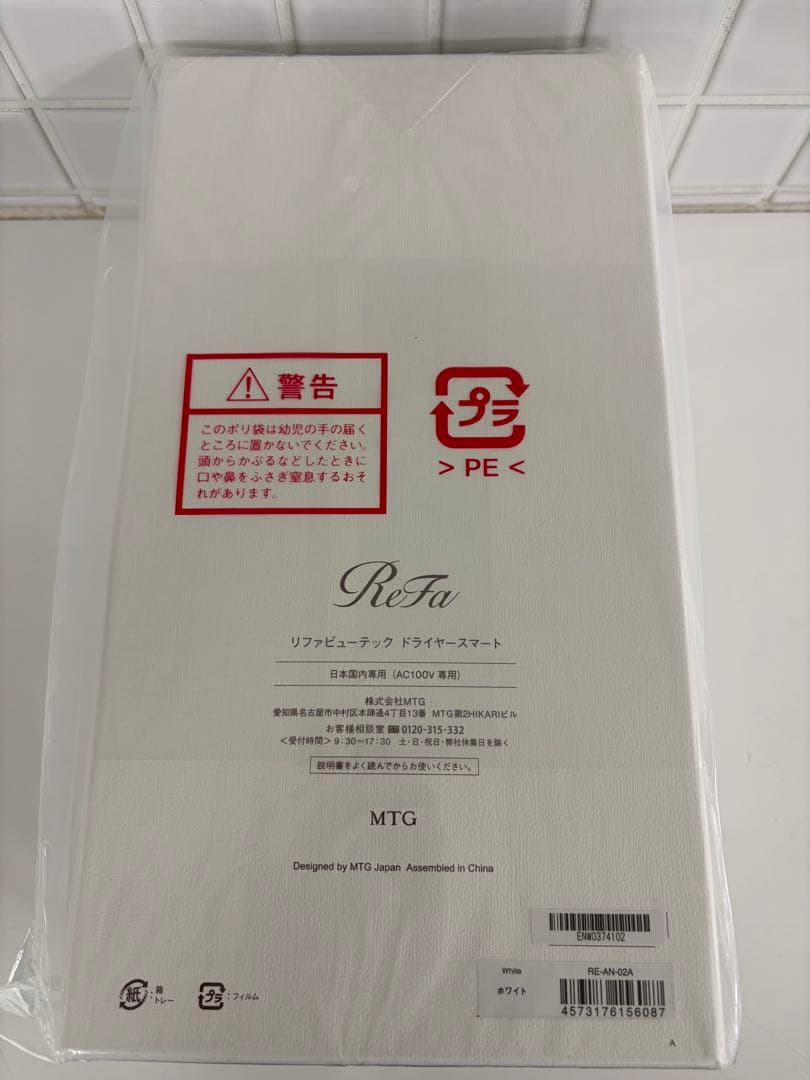 警告
このポリ袋は幼児の手の届く
ところに置かないでください。
頭からかぶるなどしたときに
口や鼻をふさぎ窒息するおそ
れがあります。
プラ
> PE <
ReFa
リファビューテック ドライヤースマート
日本国内専用（AC100V 専用）
株式会社MTG
愛知県名古屋市中村区本陣通4丁目13番 MTG第2HIKARIビル
お客様相談室 0120-315-332
＜受付時間＞9：30〜17：30 土・日・祝日・弊社休業日を除く
説明書をよく読んでからお使いください。
MTG
Designed by MTG Japan Assembled in China
ENW0374102
White RE-AN-02A
ホワイト
4573176156087
紙：箱
トレー
プラ：フィルム
A